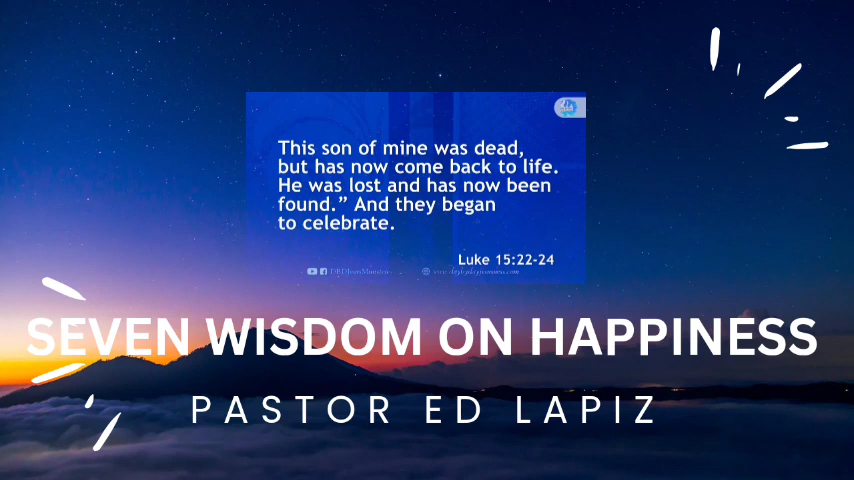 This son of mine was dead,
but has now come back to life.
He was lost and has now been
found.” And they began
to celebrate.
Luke 15:22-24
SEVEN WISDOM ON HAPPINESS
PASTOR ED LAPIZ